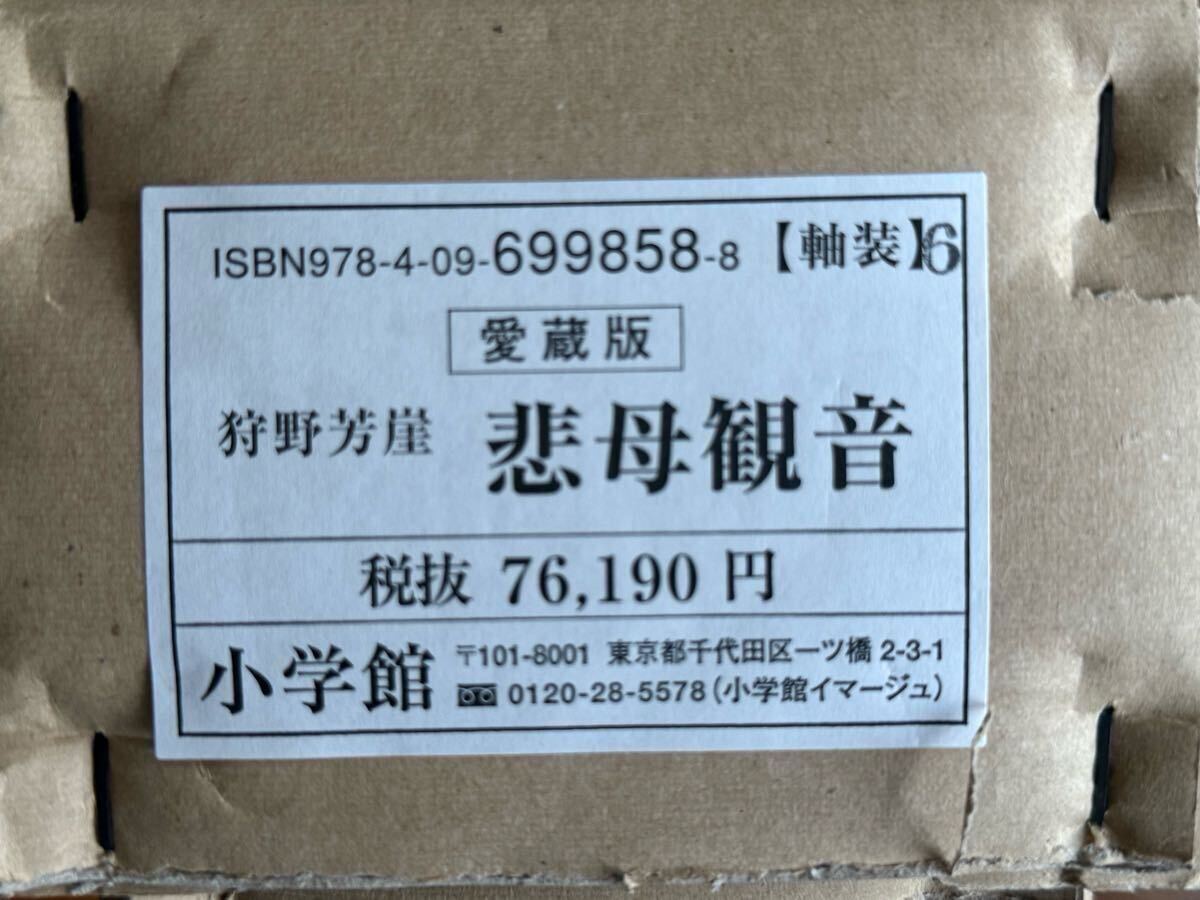 ISBN978-4-09-699858-8【軸装】6
愛蔵版
狩野芳崖 悲母観音
税抜 76,190 円
小学館 〒101-8001 東京都千代田区一ツ橋 2-3-1
0120-28-5578(小学館イマージュ)